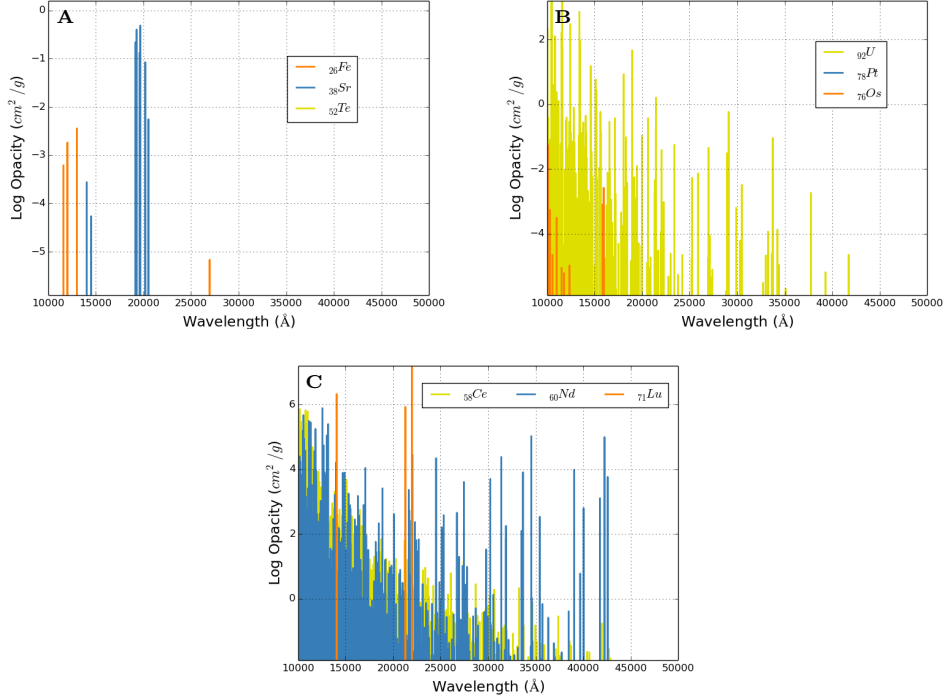 A
0
−1
−2
−3
−4
−5
Log Opacity (cm² /g)
₂₆Fe
₃₈Sr
₅₂Te
10000 15000 20000 25000 30000 35000 40000 45000 50000
Wavelength (Å)
B
2
0
−2
−4
Log Opacity (cm² /g)
₉₂U
₇₈Pt
₇₆Os
10000 15000 20000 25000 30000 35000 40000 45000 50000
Wavelength (Å)
C
6
4
2
0
Log Opacity (cm² /g)
₅₈Ce ₆₀Nd ₇₁Lu
10000 15000 20000 25000 30000 35000 40000 45000 50000
Wavelength (Å)